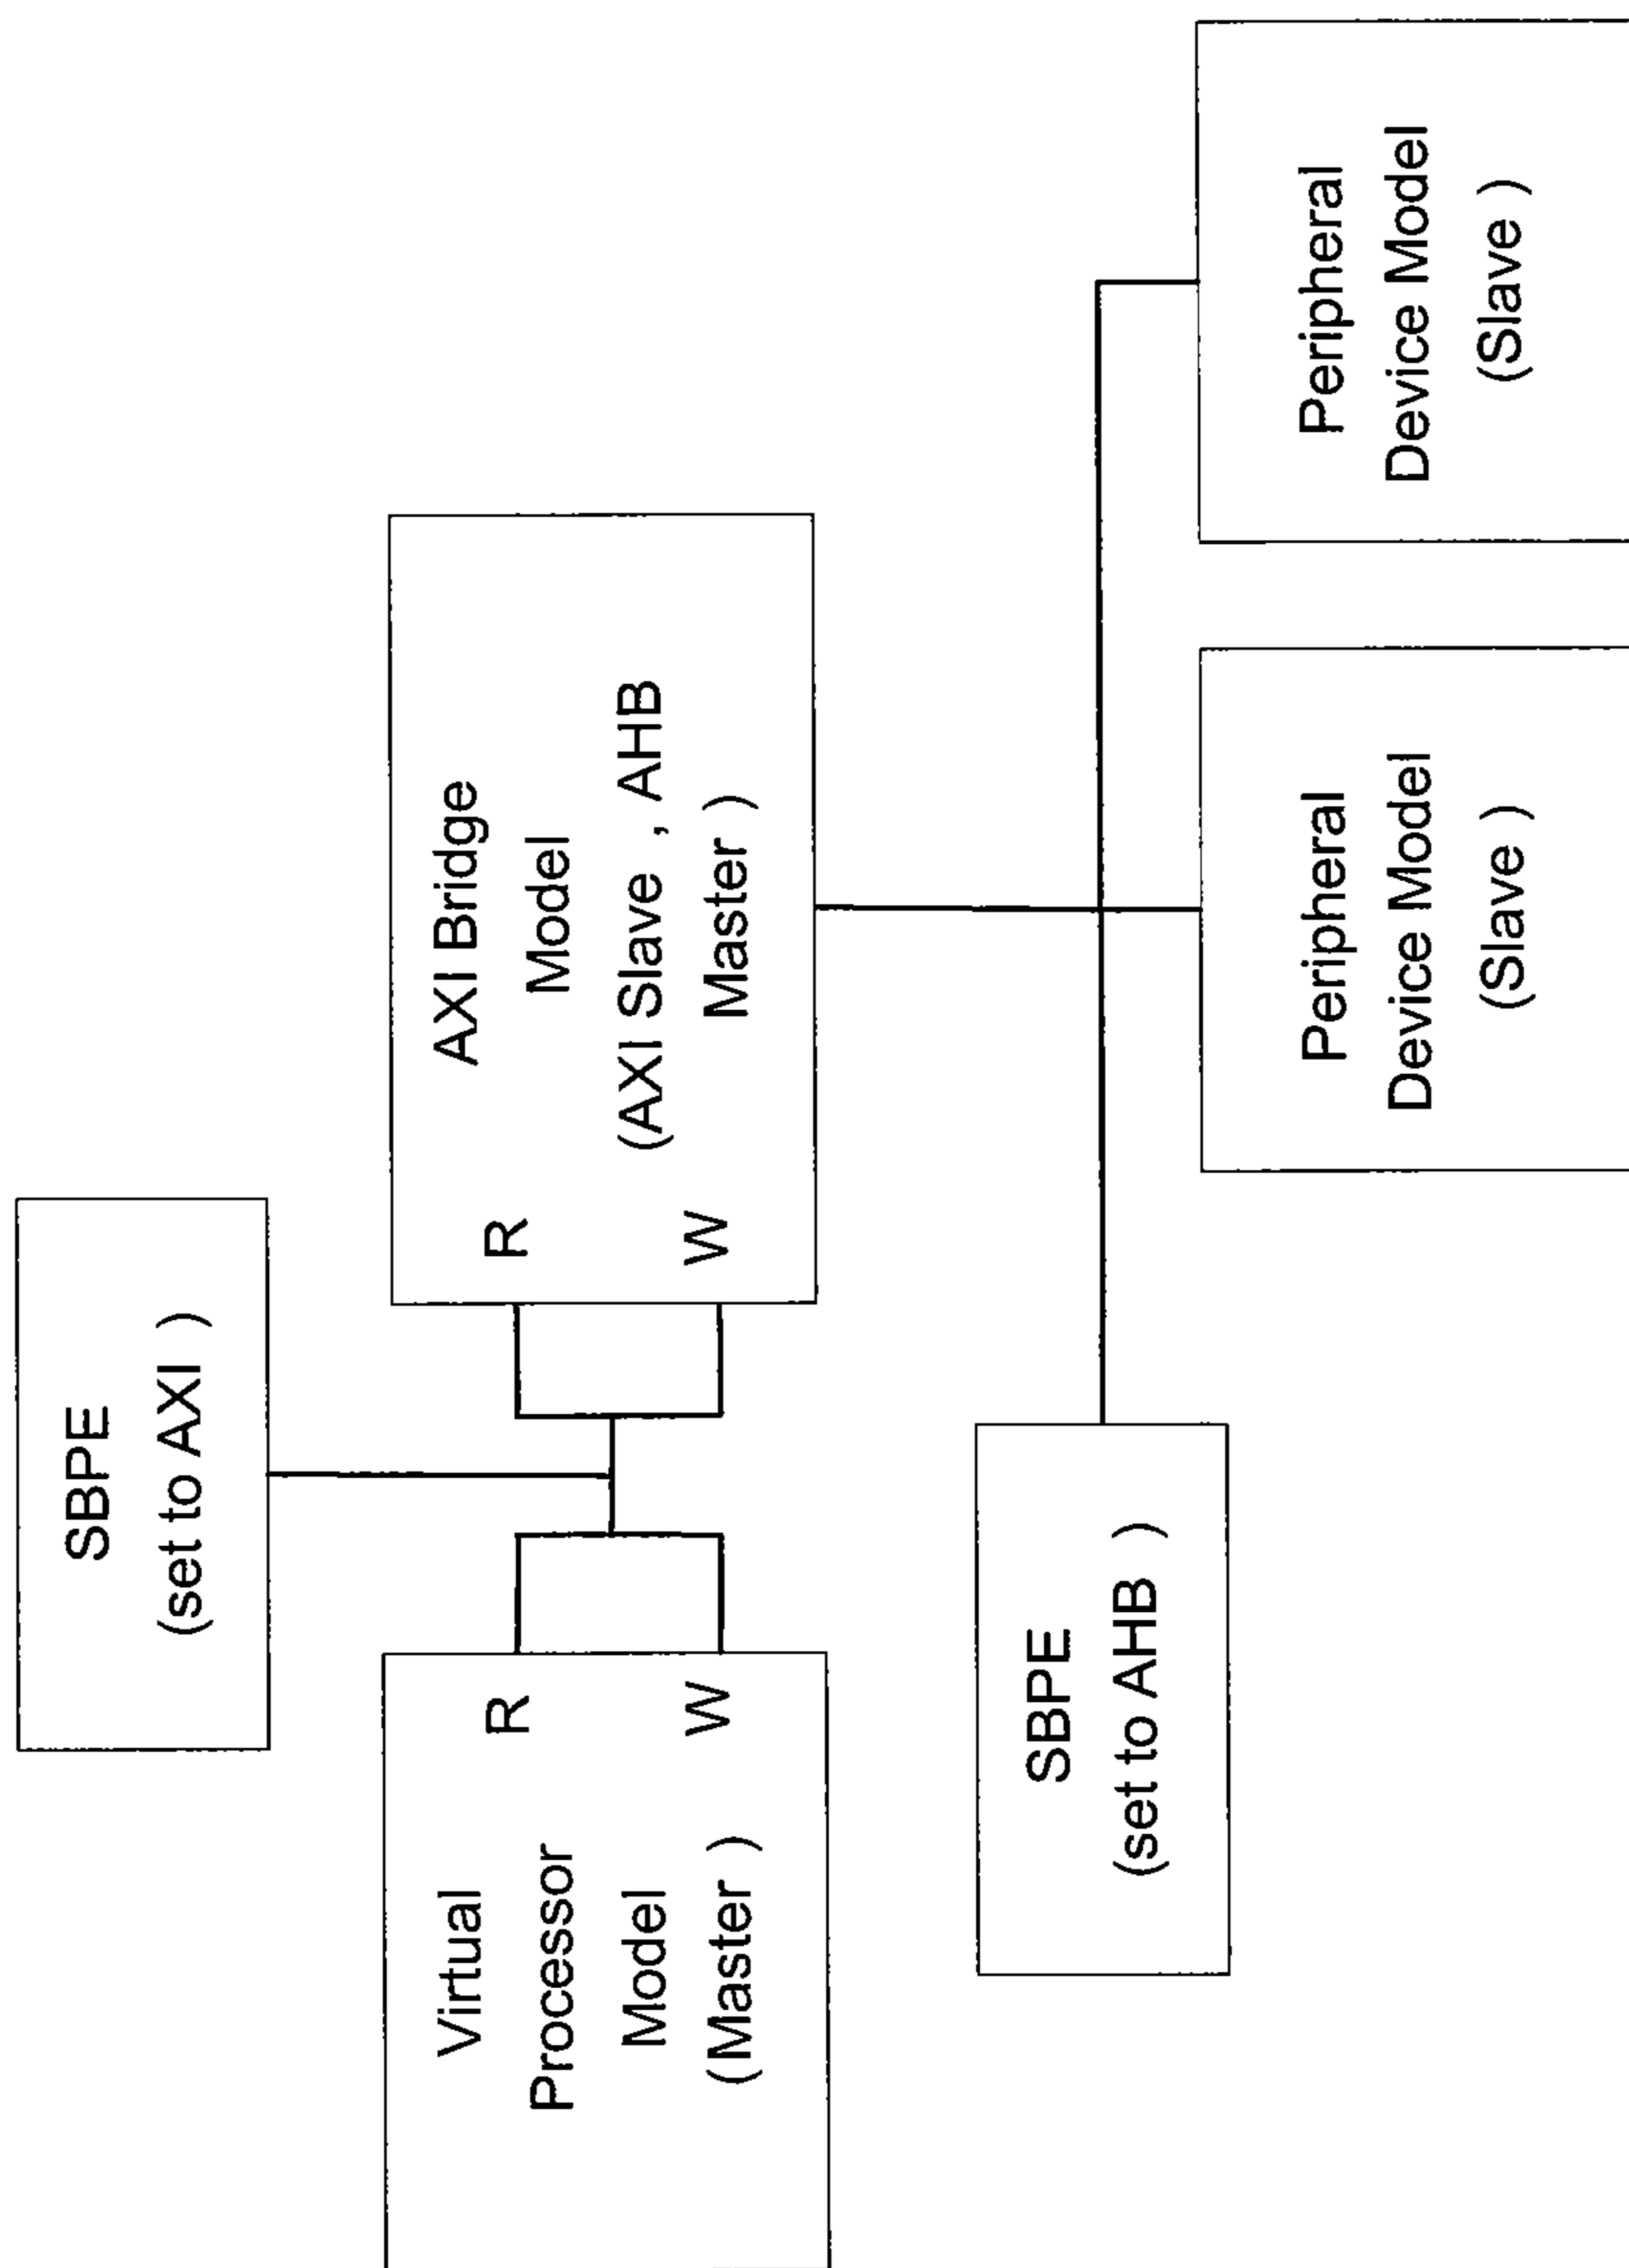 SBPE
(set to AXI )
Virtual
Processor
Model
(Master )
R
W
R
W
AXI Bridge
Model
(AXI Slave , AHB
Master )
SBPE
(set to AHB )
Peripheral
Device Model
(Slave )
Peripheral
Device Model
(Slave )